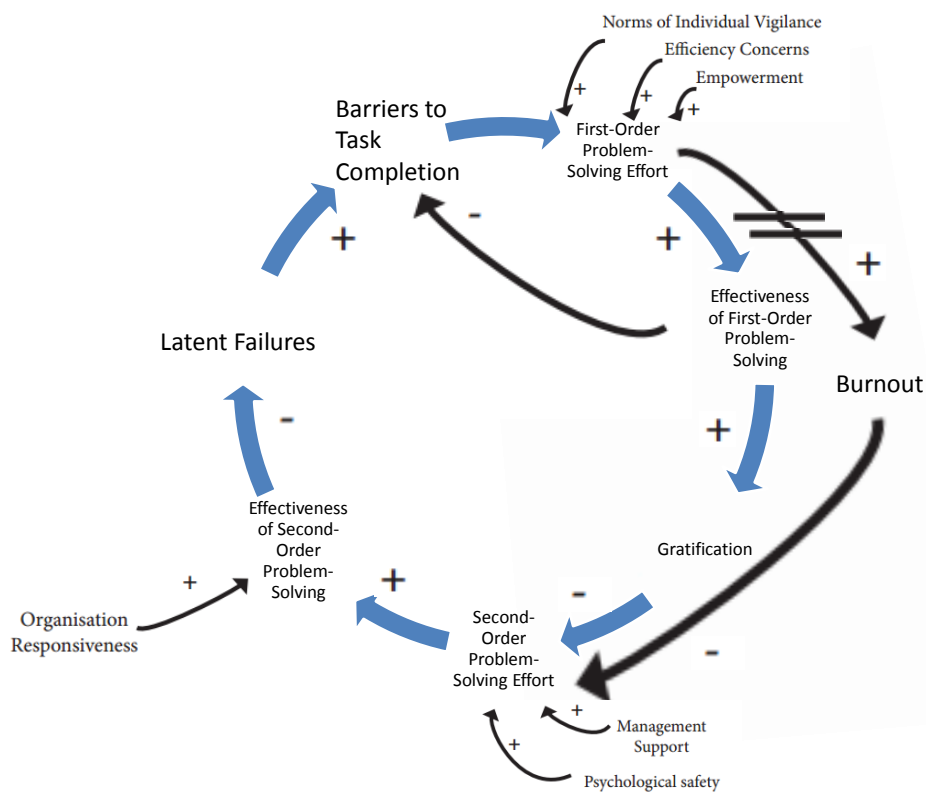 Norms of Individual Vigilance
Efficiency Concerns
Empowerment
+
+
+
Barriers to
Task
Completion
First-Order
Problem-
Solving Effort
-
+
+
+
Effectiveness
of First-Order
Problem-
Solving
Latent Failures
Burnout
-
+
Effectiveness
of Second-
Order
Problem-
Solving
Gratification
+
+
-
Organisation
Responsiveness
Second-
Order
Problem-
Solving Effort
-
+
Management
Support
+
Psychological safety